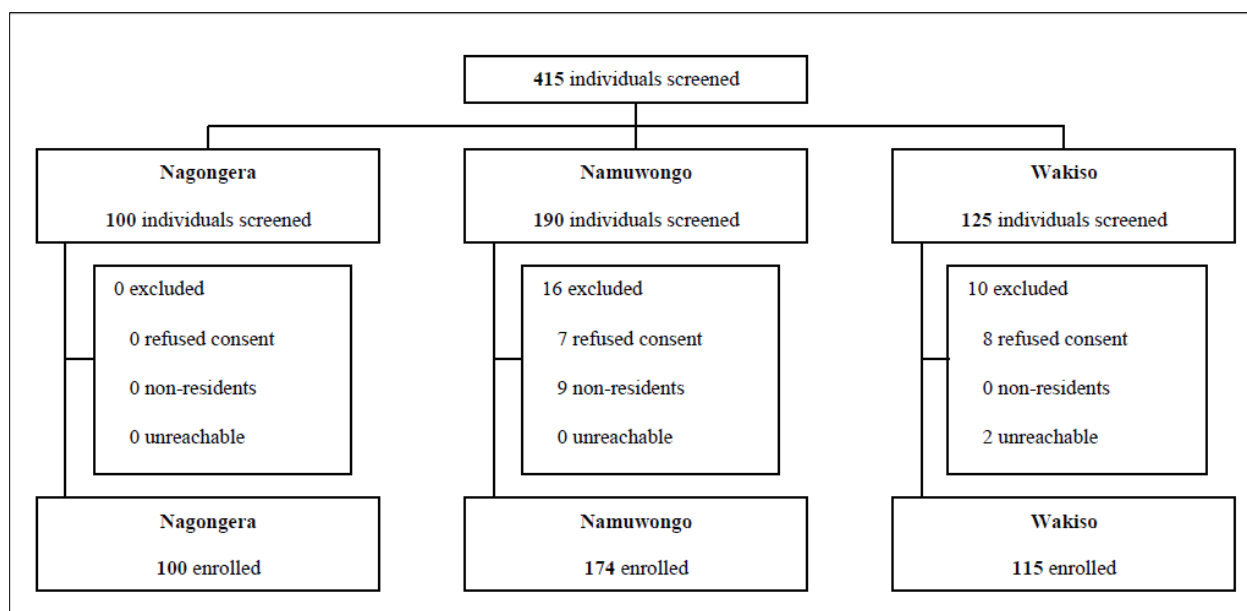 415 individuals screened
Nagongera
100 individuals screened
Namuwongo
190 individuals screened
Wakiso
125 individuals screened
0 excluded
0 refused consent
0 non-residents
0 unreachable
16 excluded
7 refused consent
9 non-residents
0 unreachable
10 excluded
8 refused consent
0 non-residents
2 unreachable
Nagongera
100 enrolled
Namuwongo
174 enrolled
Wakiso
115 enrolled